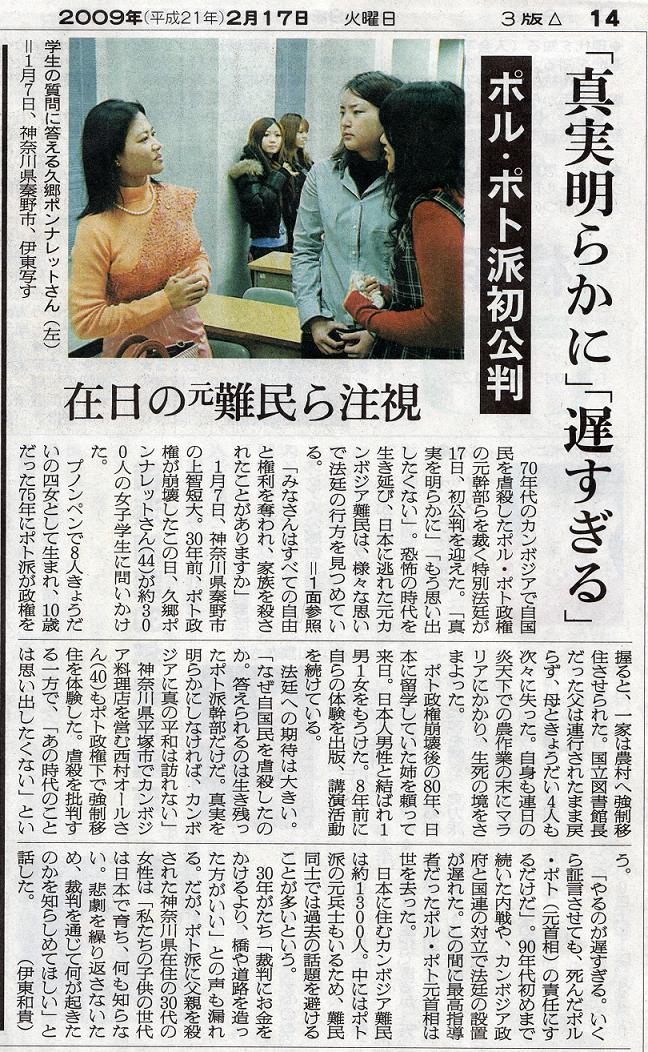 2009年(平成21年)2月17日　火曜日　3版△　14
「真実明らかに」「遅すぎる」
ポル・ポト派初公判
在日の元難民ら注視
学生の質問に答える久郷ポンナレットさん(左)
＝1月7日、神奈川県秦野市、伊東写す
70年代のカンボジアで自国
民を虐殺したポル・ポト政権
の元幹部らを裁く特別法廷が
17日、初公判を迎えた。「真
実を明らかに」「もう思い出
したくない」。恐怖の時代を
生き延び、日本に逃れた元カ
ンボジア難民は、様々な思い
で法廷の行方を見つめてい
る。　　　　＝1面参照
「みなさんはすべての自由
と権利を奪われ、家族を殺さ
れたことがありますか」
1月7日、神奈川県秦野市
の上智短大。30年前、ポト政
権が崩壊したこの日、久郷ポ
ンナレットさん(44)が約30
0人の女子学生に問いかけ
た。
プノンペンで8人きょうだ
いの四女として生まれ、10歳
だった75年にポト派が政権を
握ると、一家は農村へ強制移
住させられた。国立図書館長
だった父は連行されたまま戻
らず、母ときょうだい4人も
次々に失った。自身も連日の
炎天下での農作業の末にマラ
リアにかかり、生死の境をさ
まよった。
ポト政権崩壊後の80年、日
本に留学していた姉を頼って
来日。日本人男性と結ばれ1
男1女をもうけた。8年前に
自らの体験を出版、講演活動
を続けている。
法廷への期待は大きい。
「なぜ自国民を虐殺したの
か。答えられるのは生き残っ
たポト派幹部だけだ。真実を
明らかにしなければ、カンボ
ジアに真の平和は訪れない」
神奈川県平塚市でカンボジ
ア料理店を営む西村オールさ
ん(40)もポト政権下で強制移
住を体験した。虐殺を批判す
る一方で、「あの時代のこと
は思い出したくない」とい
う。
「やるのが遅すぎる。いく
ら証言させても、死んだポル
・ポト(元首相)の責任にす
るだけだ」。90年代初めまで
続いた内戦や、カンボジア政
府と国連の対立で法廷の設置
が遅れた。この間に最高指導
者だったポル・ポト元首相は
世を去った。
日本に住むカンボジア難民
は約1300人。中にはポト
派の元兵士もいるため、難民
同士では過去の話題を避ける
ことが多いという。
30年がたち「裁判にお金を
かけるより、橋や道路を造っ
た方がいい」との声も漏れ
る。だが、ポト派に父親を殺
された神奈川県在住の30代の
女性は「私たちの子供の世代
は日本で育ち、何も知らな
い。悲劇を繰り返さないた
め、裁判を通じて何が起きた
のかを知らしめてほしい」と
話した。　　　(伊東和貴)